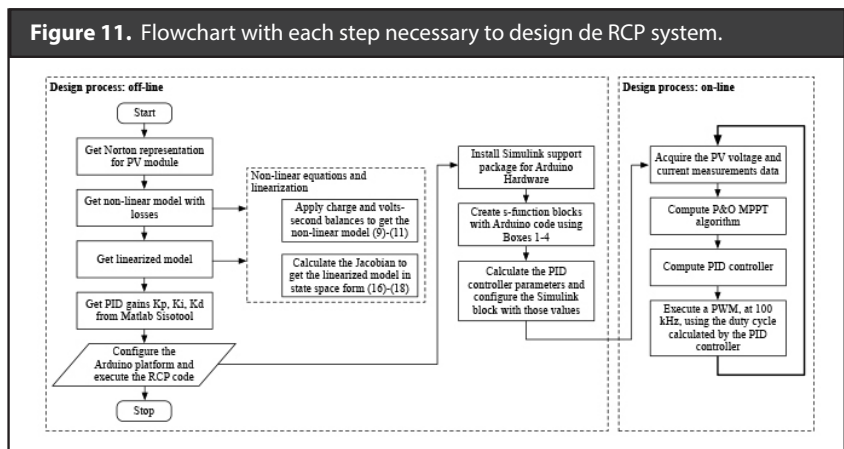 Figure 11. Flowchart with each step necessary to design de RCP system.
Design process: off-line
Start
Get Norton representation
for PV module
Get non-linear model with
losses
Get linearized model
Get PID gains Kp, Ki, Kd
from Matlab Sisotool
Configure the
Arduino platform and
execute the RCP code
Stop
Non-linear equations and
linearization
Apply charge and volts-
second balances to get the
non-linear model (9)-(11)
Calculate the Jacobian to
get the linearized model in
state space form (16)-(18)
Install Simulink support
package for Arduino
Hardware
Create s-function blocks
with Arduino code using
Boxes 1-4
Calculate the PID
controller parameters and
configure the Simulink
block with those values
Design process: on-line
Acquire the PV voltage and
current measurements data
Compute P&O MPPT
algorithm
Compute PID controller
Execute a PWM, at 100
kHz, using the duty cycle
calculated by the PID
controller